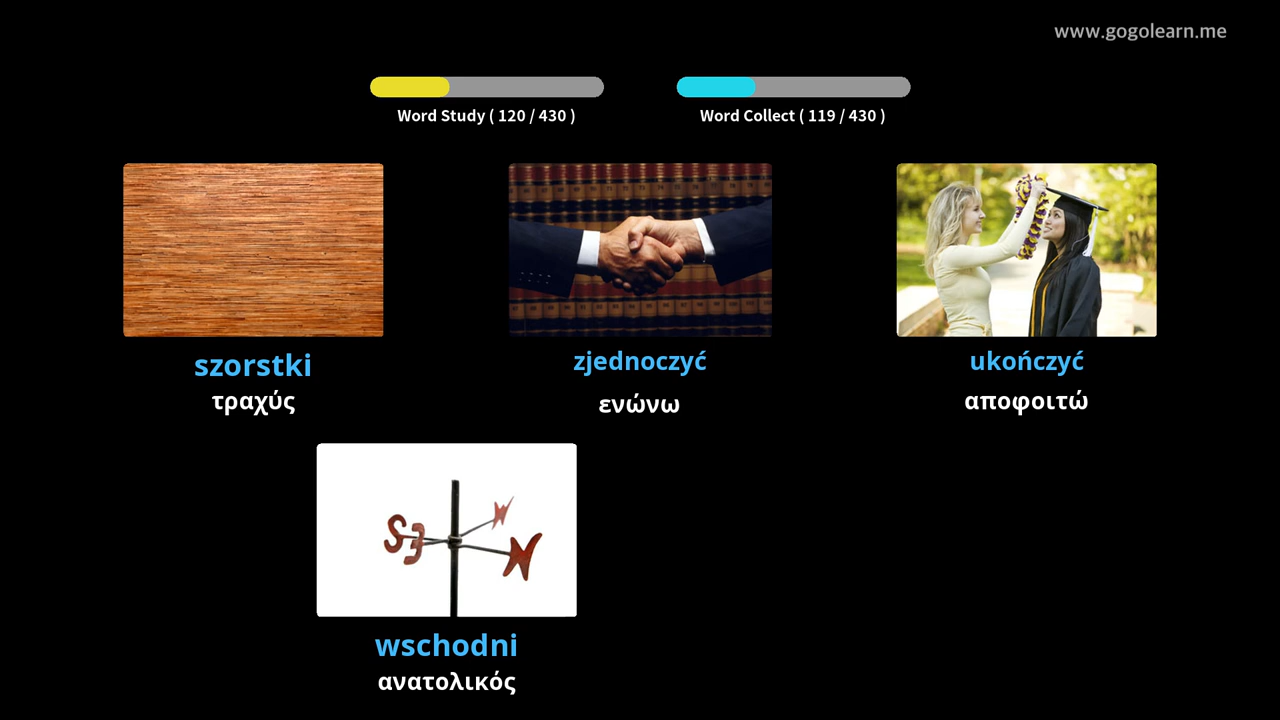 www.gogolearn.me
Word Study ( 120 / 430 )
Word Collect ( 119 / 430 )
szorstki
τραχύς
zjednoczyć
ενώνω
ukończyć
αποφοιτώ
wschodni
ανατολικός